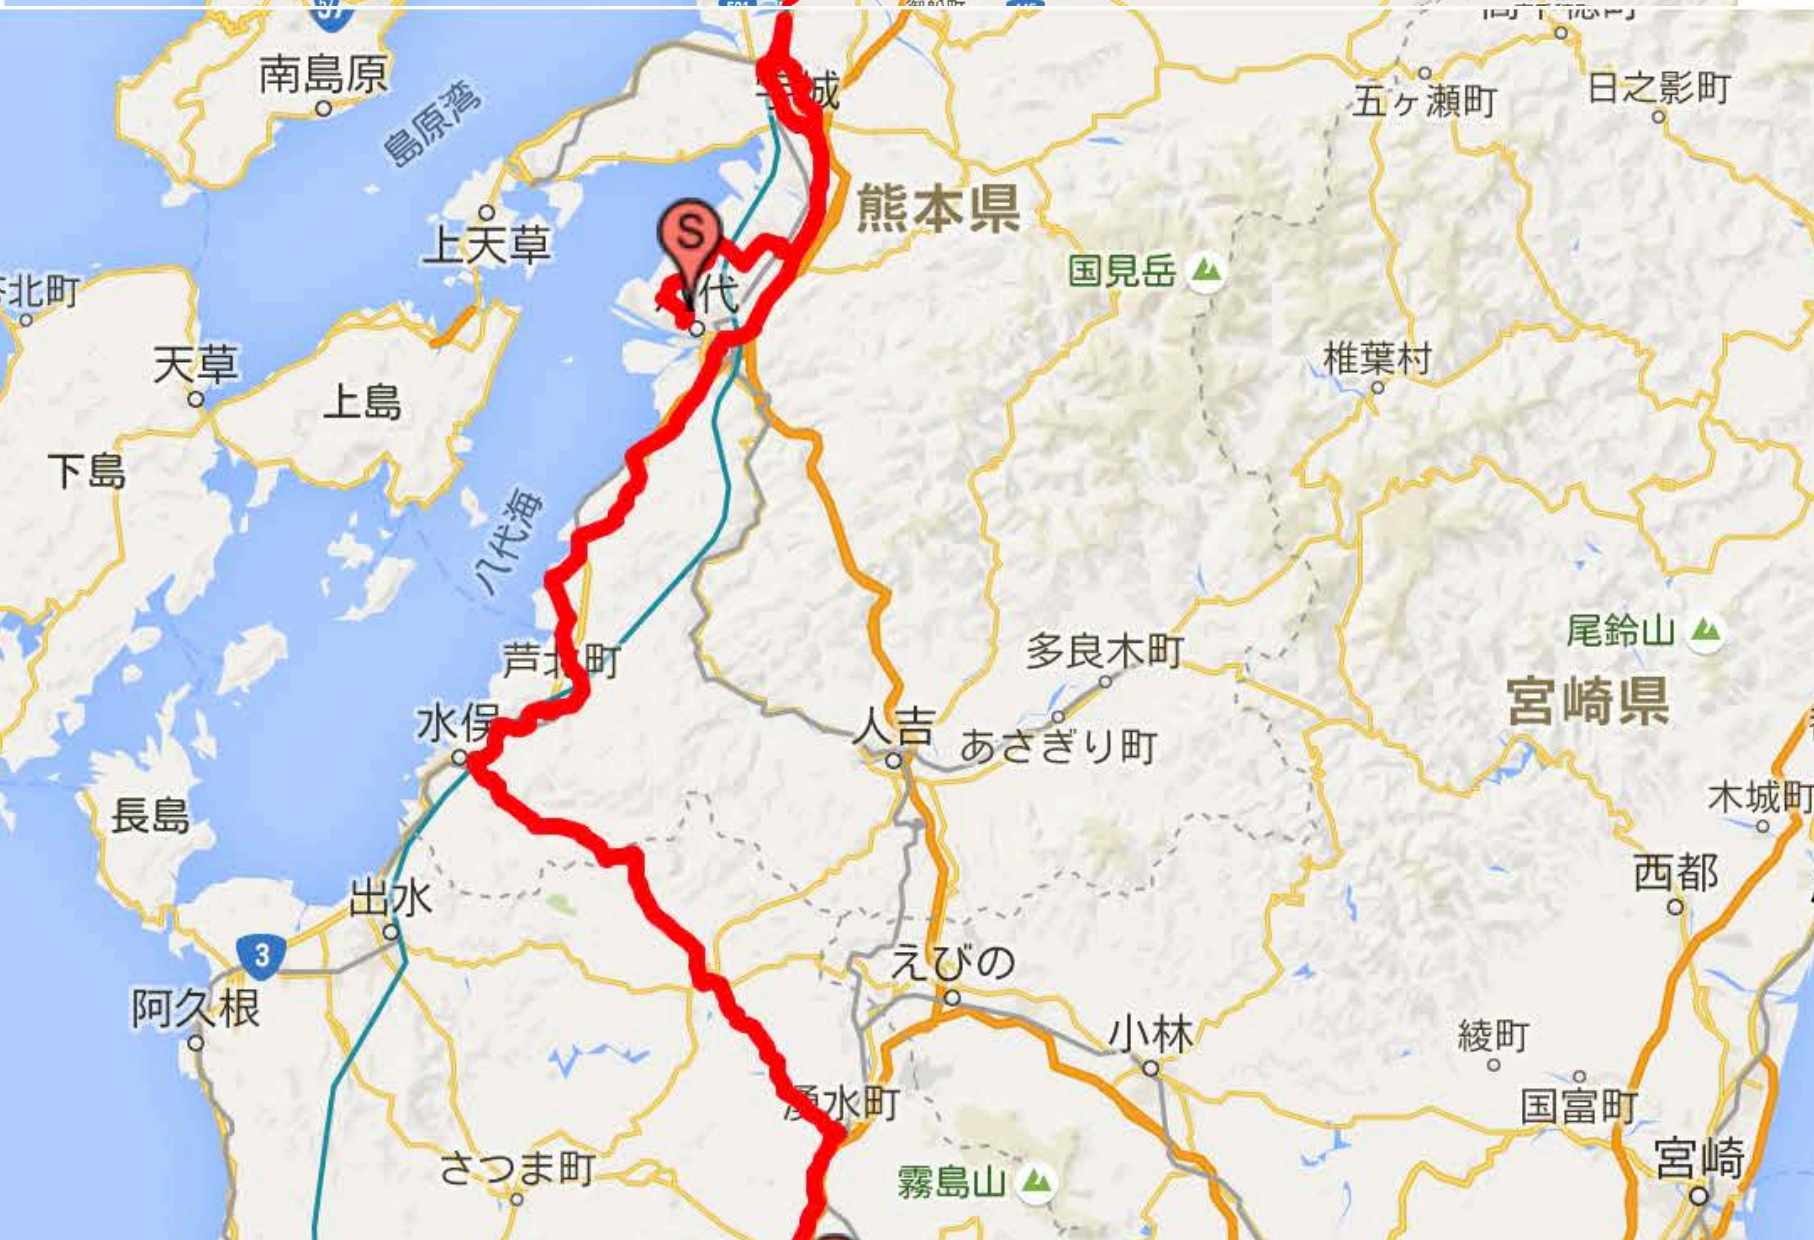 57
南島原
島原湾
城
五ヶ瀬町
日之影町
熊本県
上天草
国見岳
S
代
北町
天草
上島
椎葉村
下島
八代海
尾鈴山
多良木町
芦北町
宮崎県
水俣
人吉
あさぎり町
長島
木城町
西都
出水
3
えびの
阿久根
小林
綾町
湧水町
国富町
さつま町
霧島山
宮崎